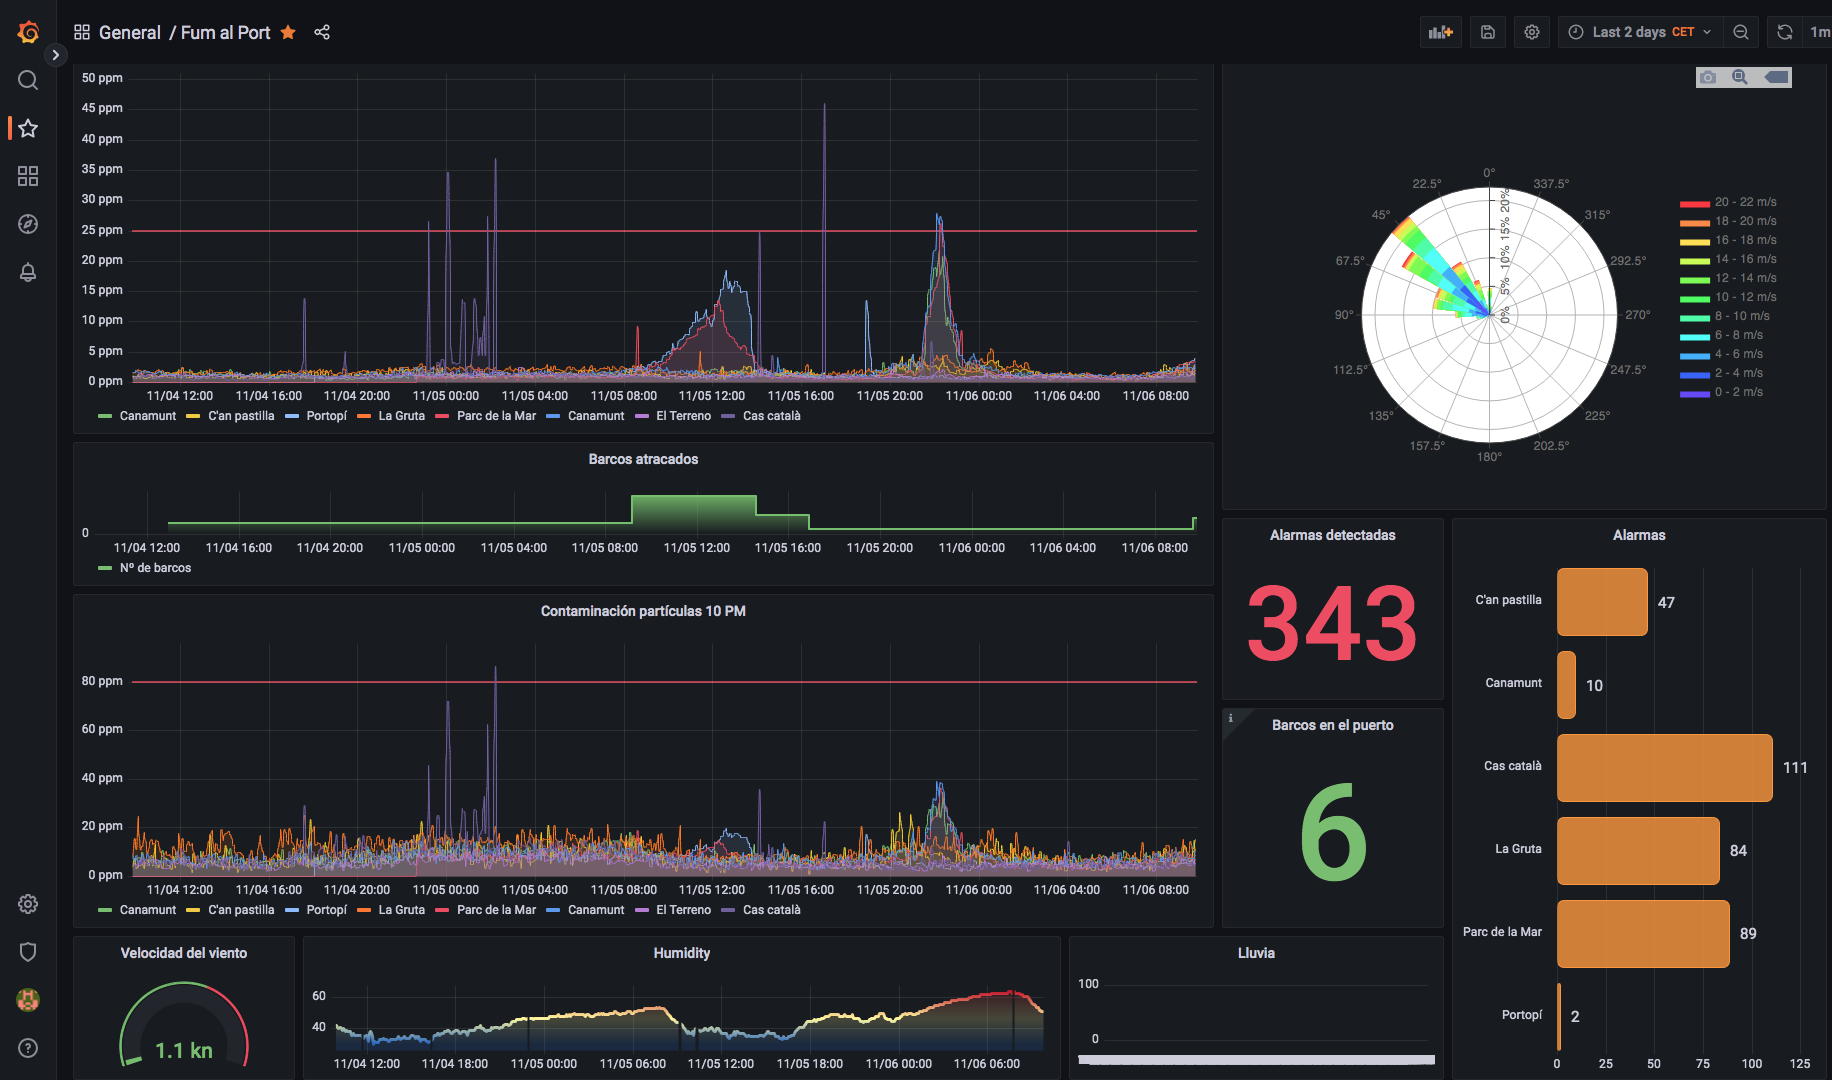 General / Fum al Port
Last 2 days CET
1m
50 ppm
45 ppm
40 ppm
35 ppm
30 ppm
25 ppm
20 ppm
15 ppm
10 ppm
5 ppm
0 ppm
11/04 12:00 11/04 16:00 11/04 20:00 11/05 00:00 11/05 04:00 11/05 08:00 11/05 12:00 11/05 16:00 11/05 20:00 11/06 00:00 11/06 04:00 11/06 08:00
Canamunt C'an pastilla Portopí La Gruta Parc de la Mar Canamunt El Terreno Cas català
0°
22.5°
45°
67.5°
90°
112.5°
135°
157.5°
180°
202.5°
225°
247.5°
270°
292.5°
315°
337.5°
0%
5%
10%
15%
20%
20 - 22 m/s
18 - 20 m/s
16 - 18 m/s
14 - 16 m/s
12 - 14 m/s
10 - 12 m/s
8 - 10 m/s
6 - 8 m/s
4 - 6 m/s
2 - 4 m/s
0 - 2 m/s
Barcos atracados
0
11/04 12:00 11/04 16:00 11/04 20:00 11/05 00:00 11/05 04:00 11/05 08:00 11/05 12:00 11/05 16:00 11/05 20:00 11/06 00:00 11/06 04:00 11/06 08:00
Nº de barcos
Contaminación partículas 10 PM
80 ppm
60 ppm
40 ppm
20 ppm
0 ppm
11/04 12:00 11/04 16:00 11/04 20:00 11/05 00:00 11/05 04:00 11/05 08:00 11/05 12:00 11/05 16:00 11/05 20:00 11/06 00:00 11/06 04:00 11/06 08:00
Canamunt C'an pastilla Portopí La Gruta Parc de la Mar Canamunt El Terreno Cas català
Alarmas detectadas
343
i
Barcos en el puerto
6
Alarmas
C'an pastilla 47
Canamunt 10
Cas català 111
La Gruta 84
Parc de la Mar 89
Portopí 2
0 25 50 75 100 125
Velocidad del viento
1.1 kn
Humidity
60
40
11/04 12:00 11/04 18:00 11/05 00:00 11/05 06:00 11/05 12:00 11/05 18:00 11/06 00:00 11/06 06:00
Lluvia
100
0